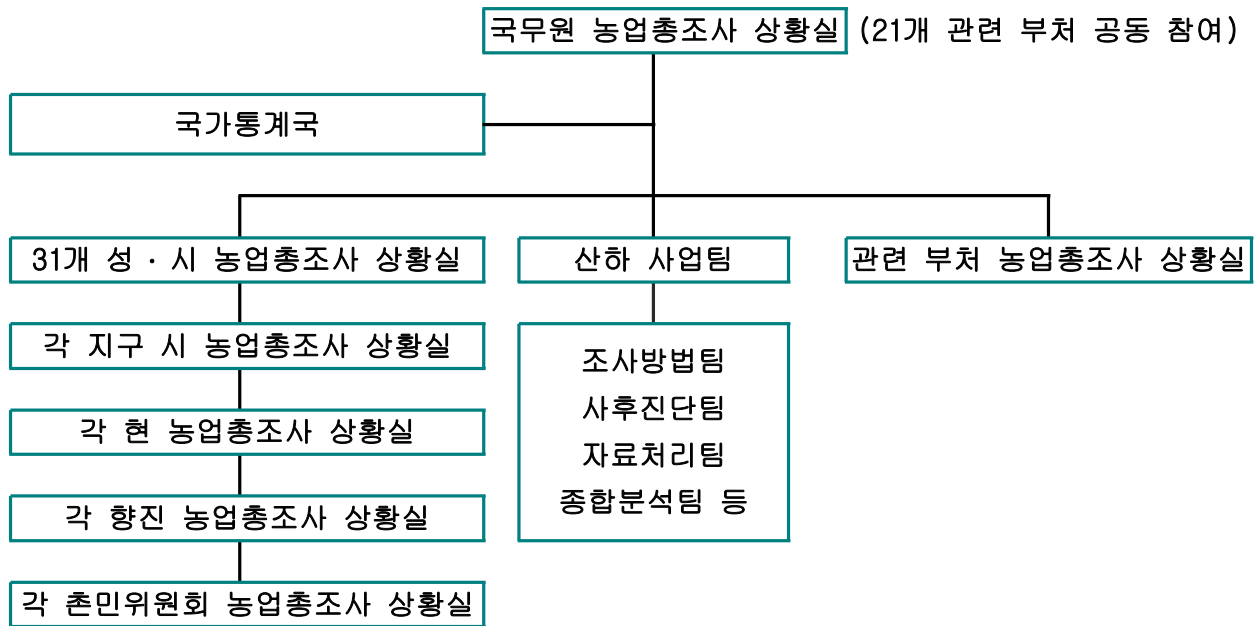 국무원 농업총조사 상황실 (21개 관련 부처 공동 참여)
국가통계국
31개 성 · 시 농업총조사 상황실
산하 사업팀
관련 부처 농업총조사 상황실
각 지구 시 농업총조사 상황실
각 현 농업총조사 상황실
각 향진 농업총조사 상황실
각 촌민위원회 농업총조사 상황실
조사방법팀
사후진단팀
자료처리팀
종합분석팀 등